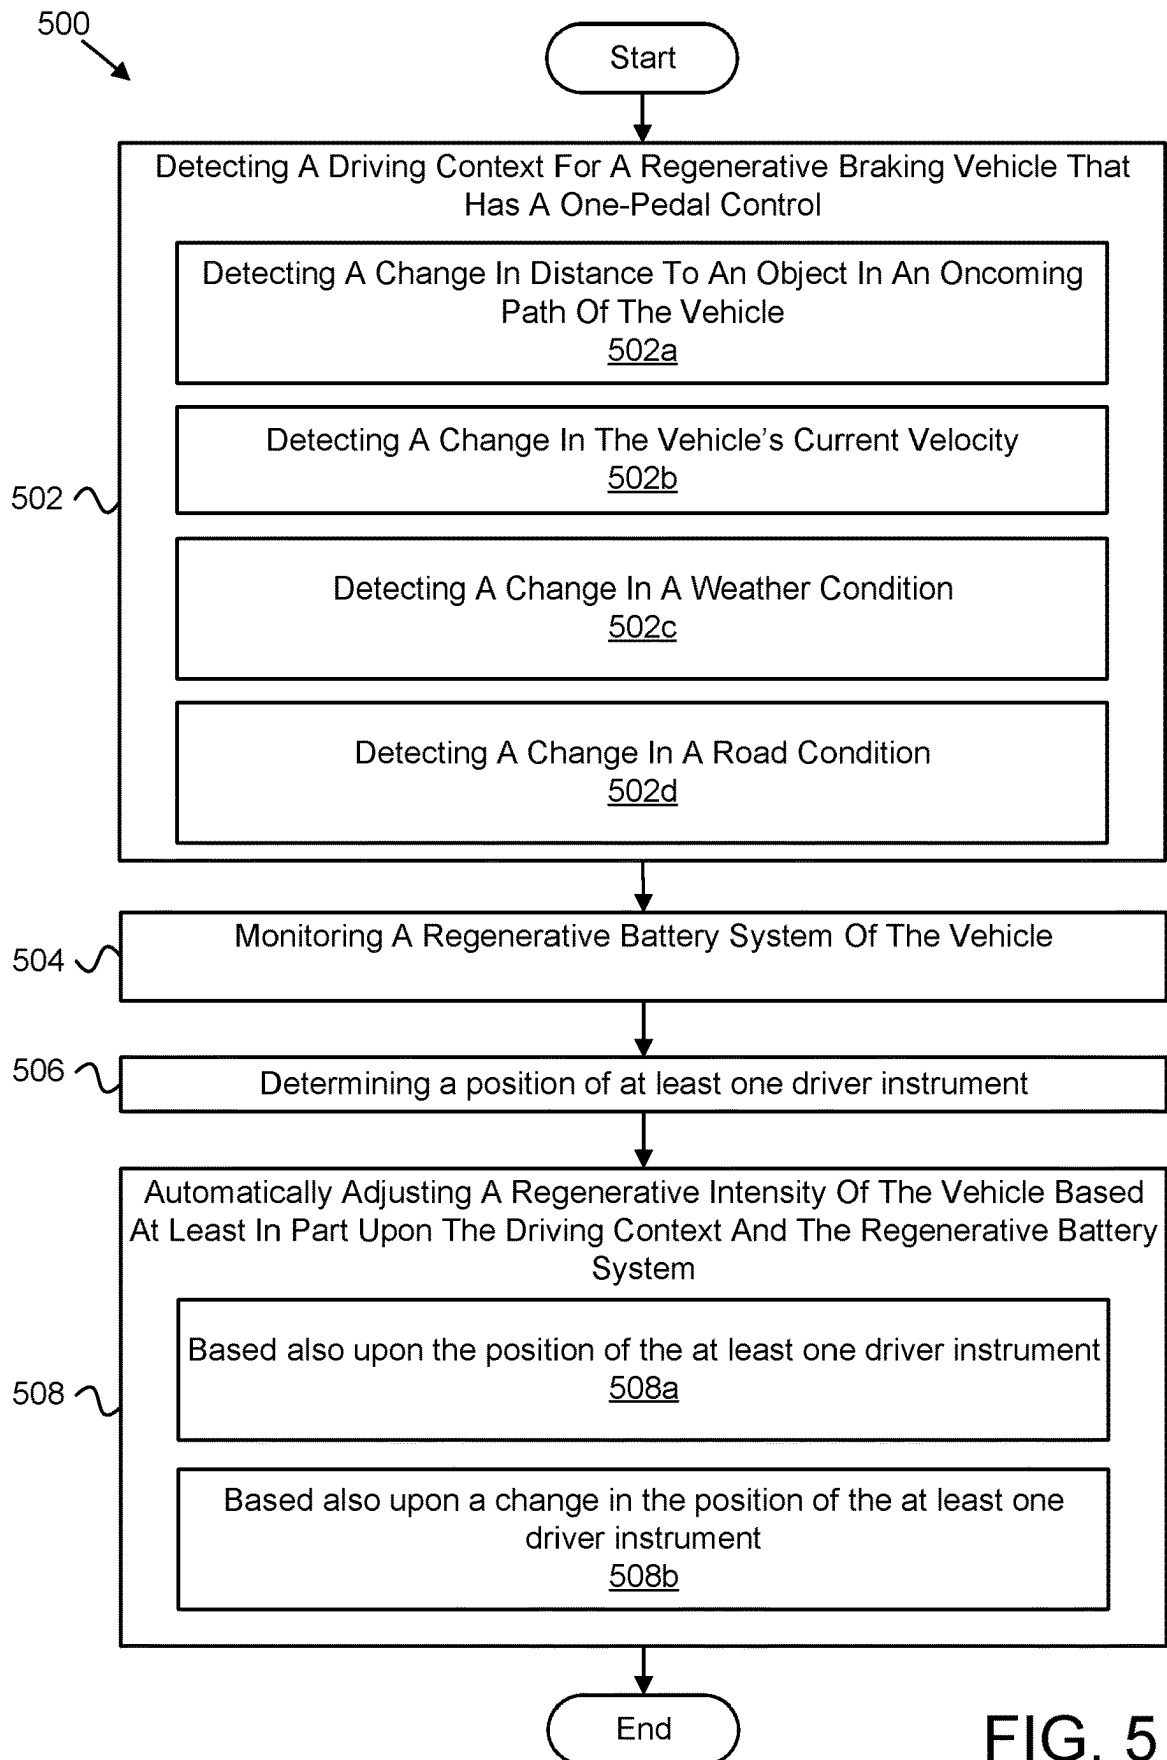 500
Start
Detecting A Driving Context For A Regenerative Braking Vehicle That
Has A One-Pedal Control
Detecting A Change In Distance To An Object In An Oncoming
Path Of The Vehicle
502a
Detecting A Change In The Vehicle’s Current Velocity
502b
502
Detecting A Change In A Weather Condition
502c
Detecting A Change In A Road Condition
502d
Monitoring A Regenerative Battery System Of The Vehicle
504
506
Determining a position of at least one driver instrument
Automatically Adjusting A Regenerative Intensity Of The Vehicle Based
At Least In Part Upon The Driving Context And The Regenerative Battery
System
Based also upon the position of the at least one driver instrument
508a
508
Based also upon a change in the position of the at least one
driver instrument
508b
End
FIG. 5